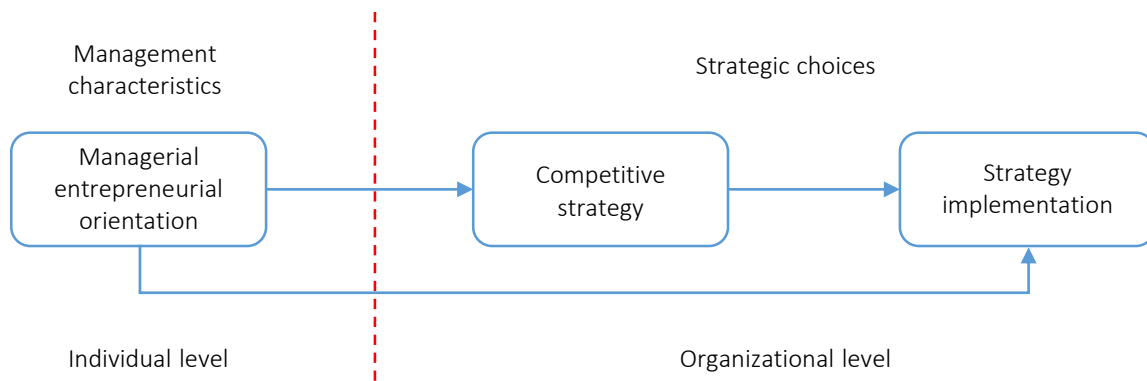 Management
characteristics
Strategic choices
Managerial
entrepreneurial
orientation
Competitive
strategy
Strategy
implementation
Individual level
Organizational level